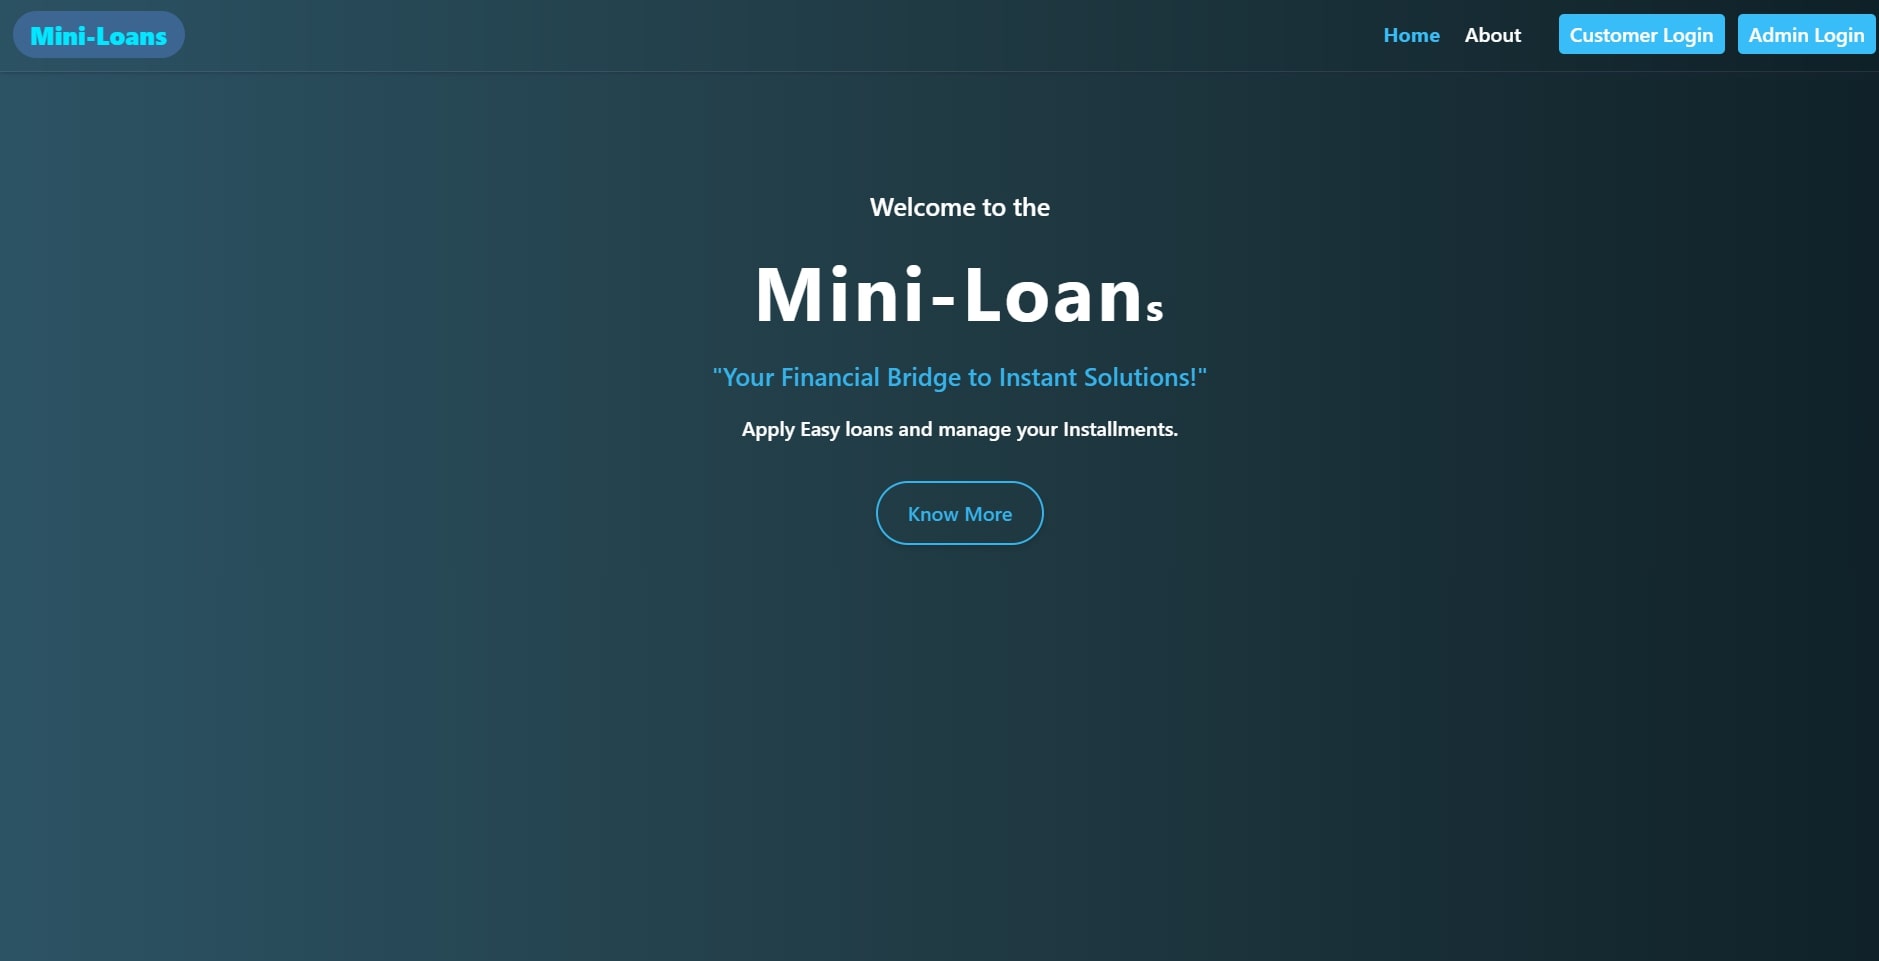 Mini-Loans
Home About Customer Login Admin Login
Welcome to the
Mini-Loans
"Your Financial Bridge to Instant Solutions!"
Apply Easy loans and manage your Installments.
Know More